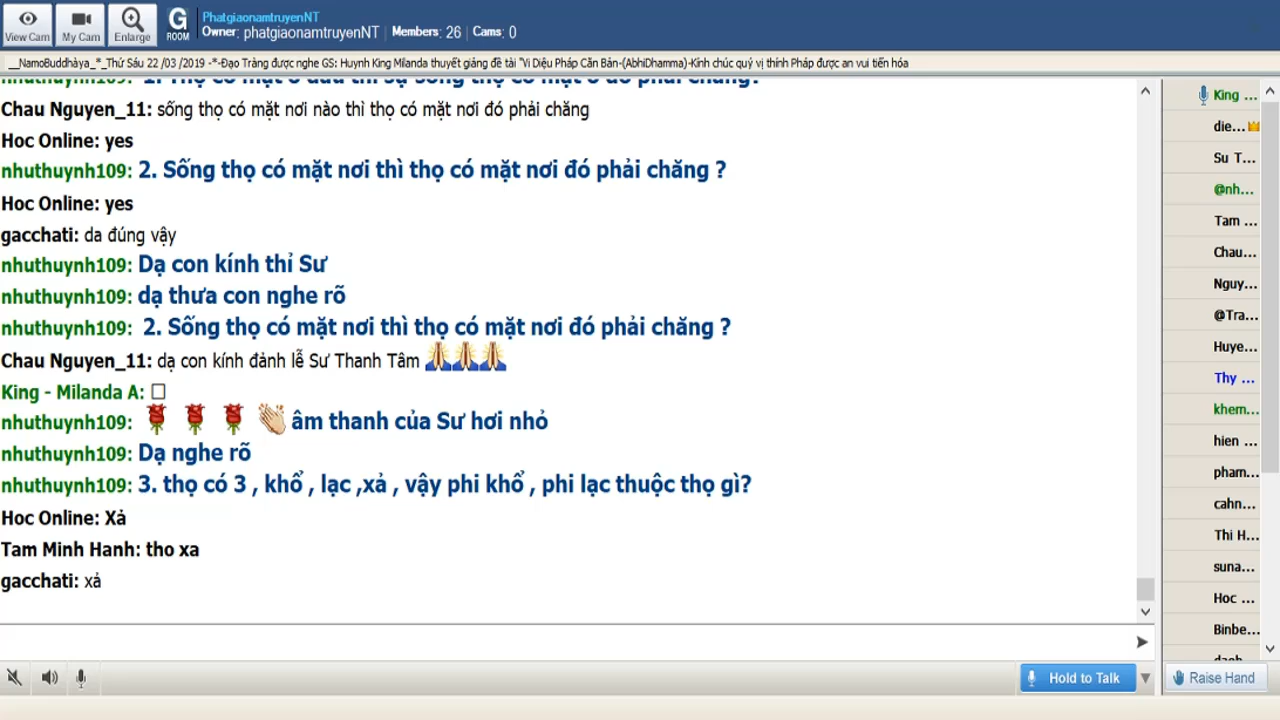 View Cam
My Cam
Enlarge
G
ROOM
PhatgiaonamtruyenNT
Owner: phatgiaonamtruyenNT | Members: 26 | Cams: 0
__NamoBuddhàya_*_Thứ Sáu 22 /03 /2019 -*-Đạo Tràng được nghe GS: Huynh King Milanda thuyết giảng đề tài "Vi Diệu Pháp Căn Bản-(AbhiDhamma)-Kính chúc quý vị thính Pháp được an vui tiến hóa
Chau Nguyen_11: sống thọ có mặt nơi nào thì thọ có mặt nơi đó phải chăng
Hoc Online: yes
nhuthuynh109: 2. Sống thọ có mặt nơi thì thọ có mặt nơi đó phải chăng ?
Hoc Online: yes
gacchati: da đúng vậy
nhuthuynh109: Dạ con kính thỉ Sư
nhuthuynh109: dạ thưa con nghe rõ
nhuthuynh109: 2. Sống thọ có mặt nơi thì thọ có mặt nơi đó phải chăng ?
Chau Nguyen_11: dạ con kính đảnh lễ Sư Thanh Tâm
King - Milanda A:
nhuthuynh109: âm thanh của Sư hơi nhỏ
nhuthuynh109: Dạ nghe rõ
nhuthuynh109: 3. thọ có 3 , khổ , lạc ,xả , vậy phi khổ , phi lạc thuộc thọ gì?
Hoc Online: Xả
Tam Minh Hanh: tho xa
gacchati: xả
King ...
die...
Su T...
@nh...
Tam ...
Chau...
Nguy...
@Tra...
Huye...
Thy ...
khem...
hien ...
pham...
cahn...
Thi H...
suna...
Hoc ...
Binbe...
Hold to Talk
Raise Hand